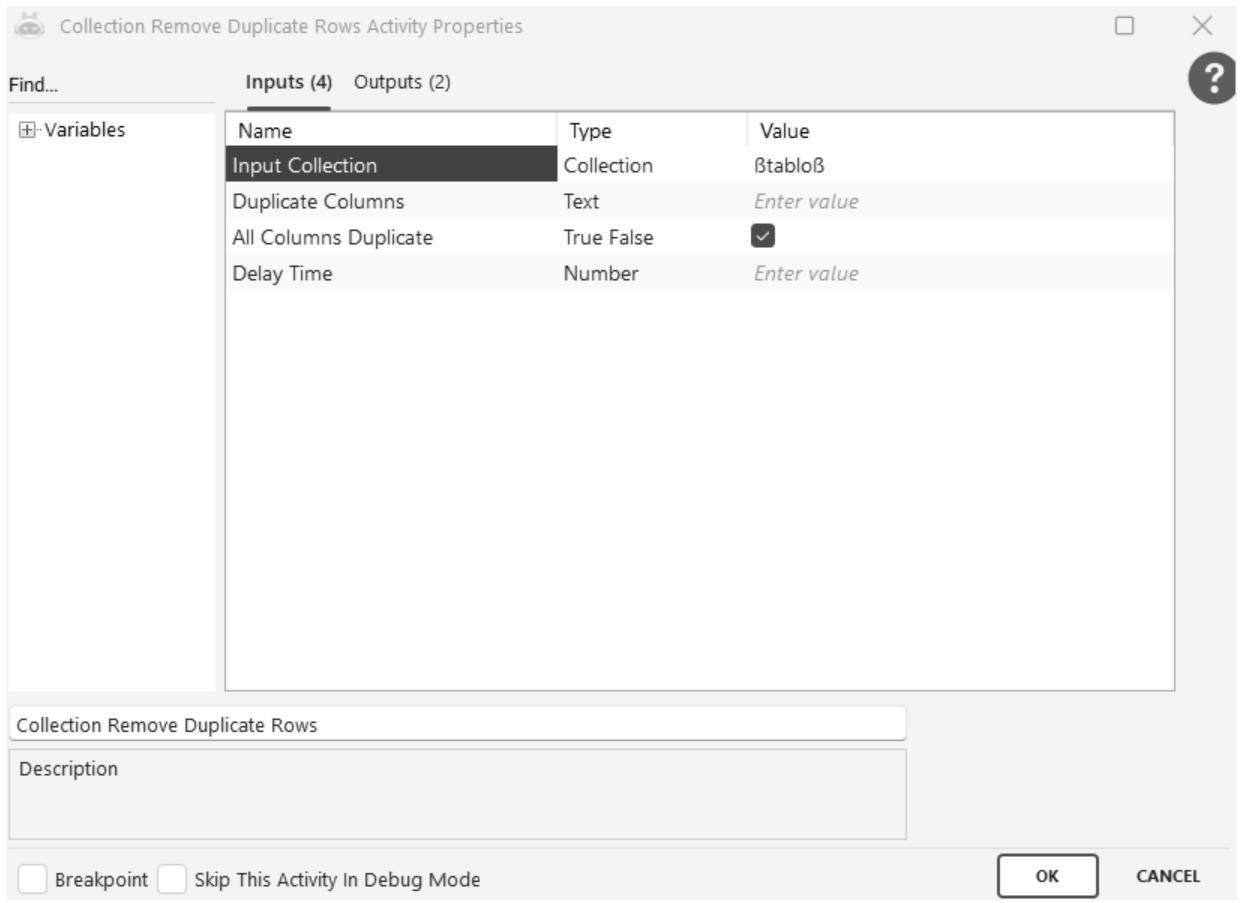 Collection Remove Duplicate Rows Activity Properties
Find...
Inputs (4) Outputs (2)
?
Variables
Name Type Value
Input Collection Collection ßtabloß
Duplicate Columns Text Enter value
All Columns Duplicate True False
Delay Time Number Enter value
Collection Remove Duplicate Rows
Description
Breakpoint Skip This Activity In Debug Mode OK CANCEL